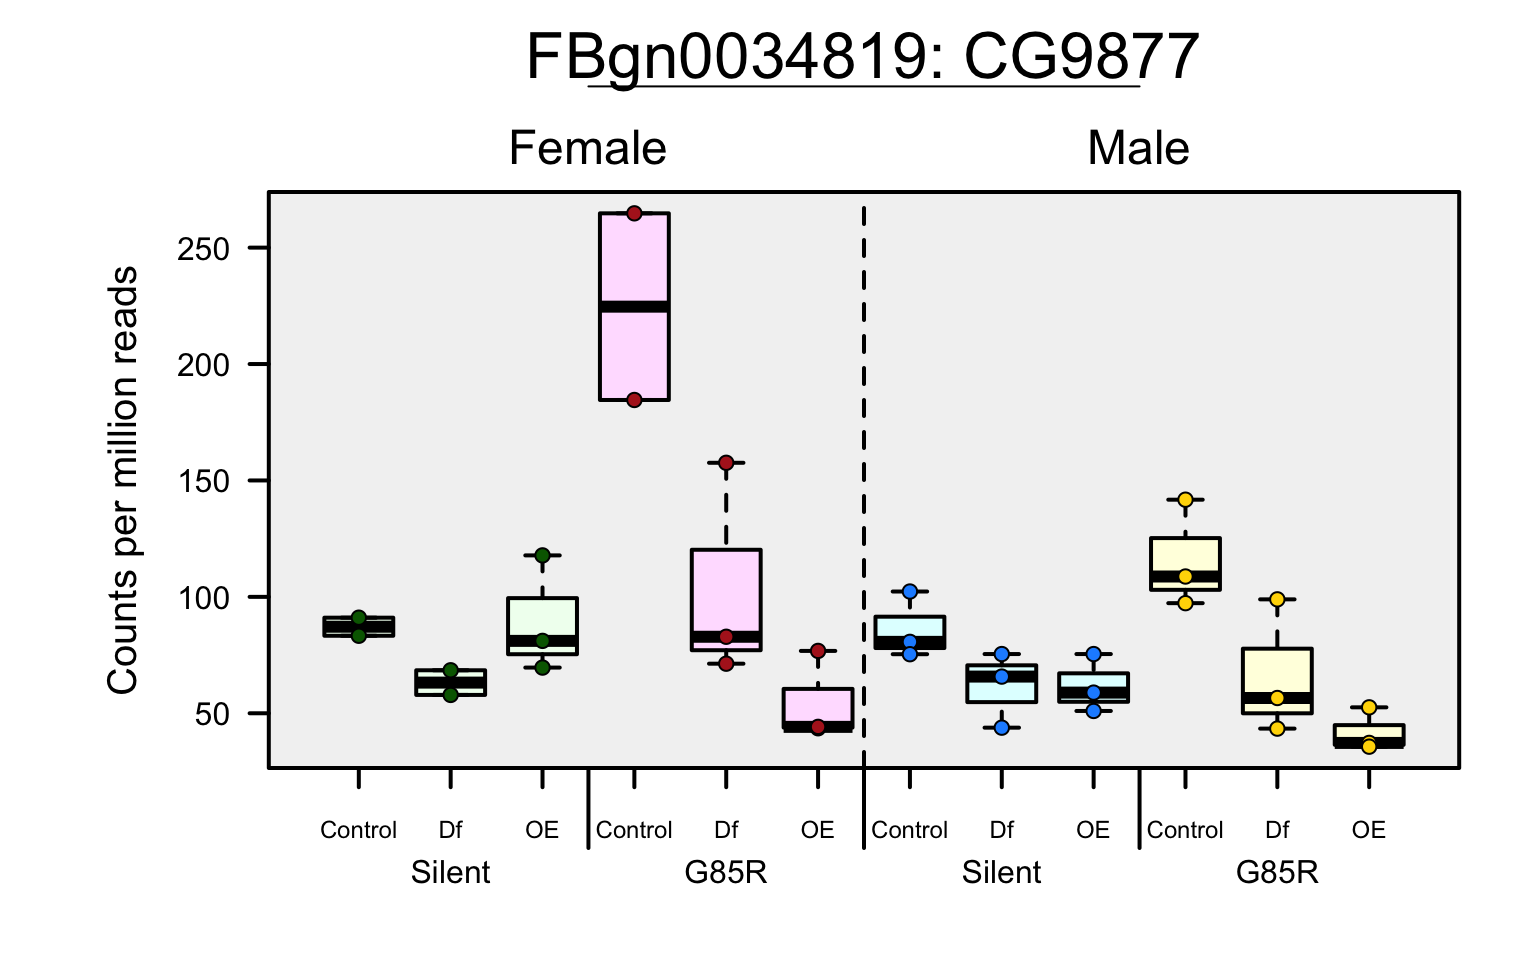 FBgn0034819: CG9877
Female Male
Counts per million reads
250
200
150
100
50
Control Df OE Control Df OE Control Df OE Control Df OE
Silent G85R Silent G85R